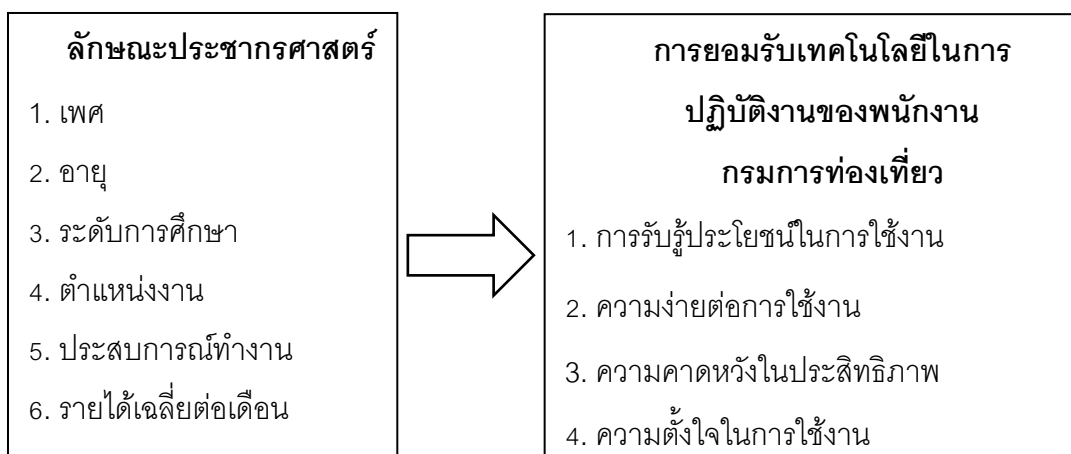 ลักษณะประชากรศาสตร์
1. เพศ
2. อายุ
3. ระดับการศึกษา
4. ตำแหน่งงาน
5. ประสบการณ์ทำงาน
6. รายได้เฉลี่ยต่อเดือน
การยอมรับเทคโนโลยีในการ
ปฏิบัติงานของพนักงาน
กรมการท่องเที่ยว
1. การรับรู้ประโยชน์ในการใช้งาน
2. ความง่ายต่อการใช้งาน
3. ความคาดหวังในประสิทธิภาพ
4. ความตั้งใจในการใช้งาน